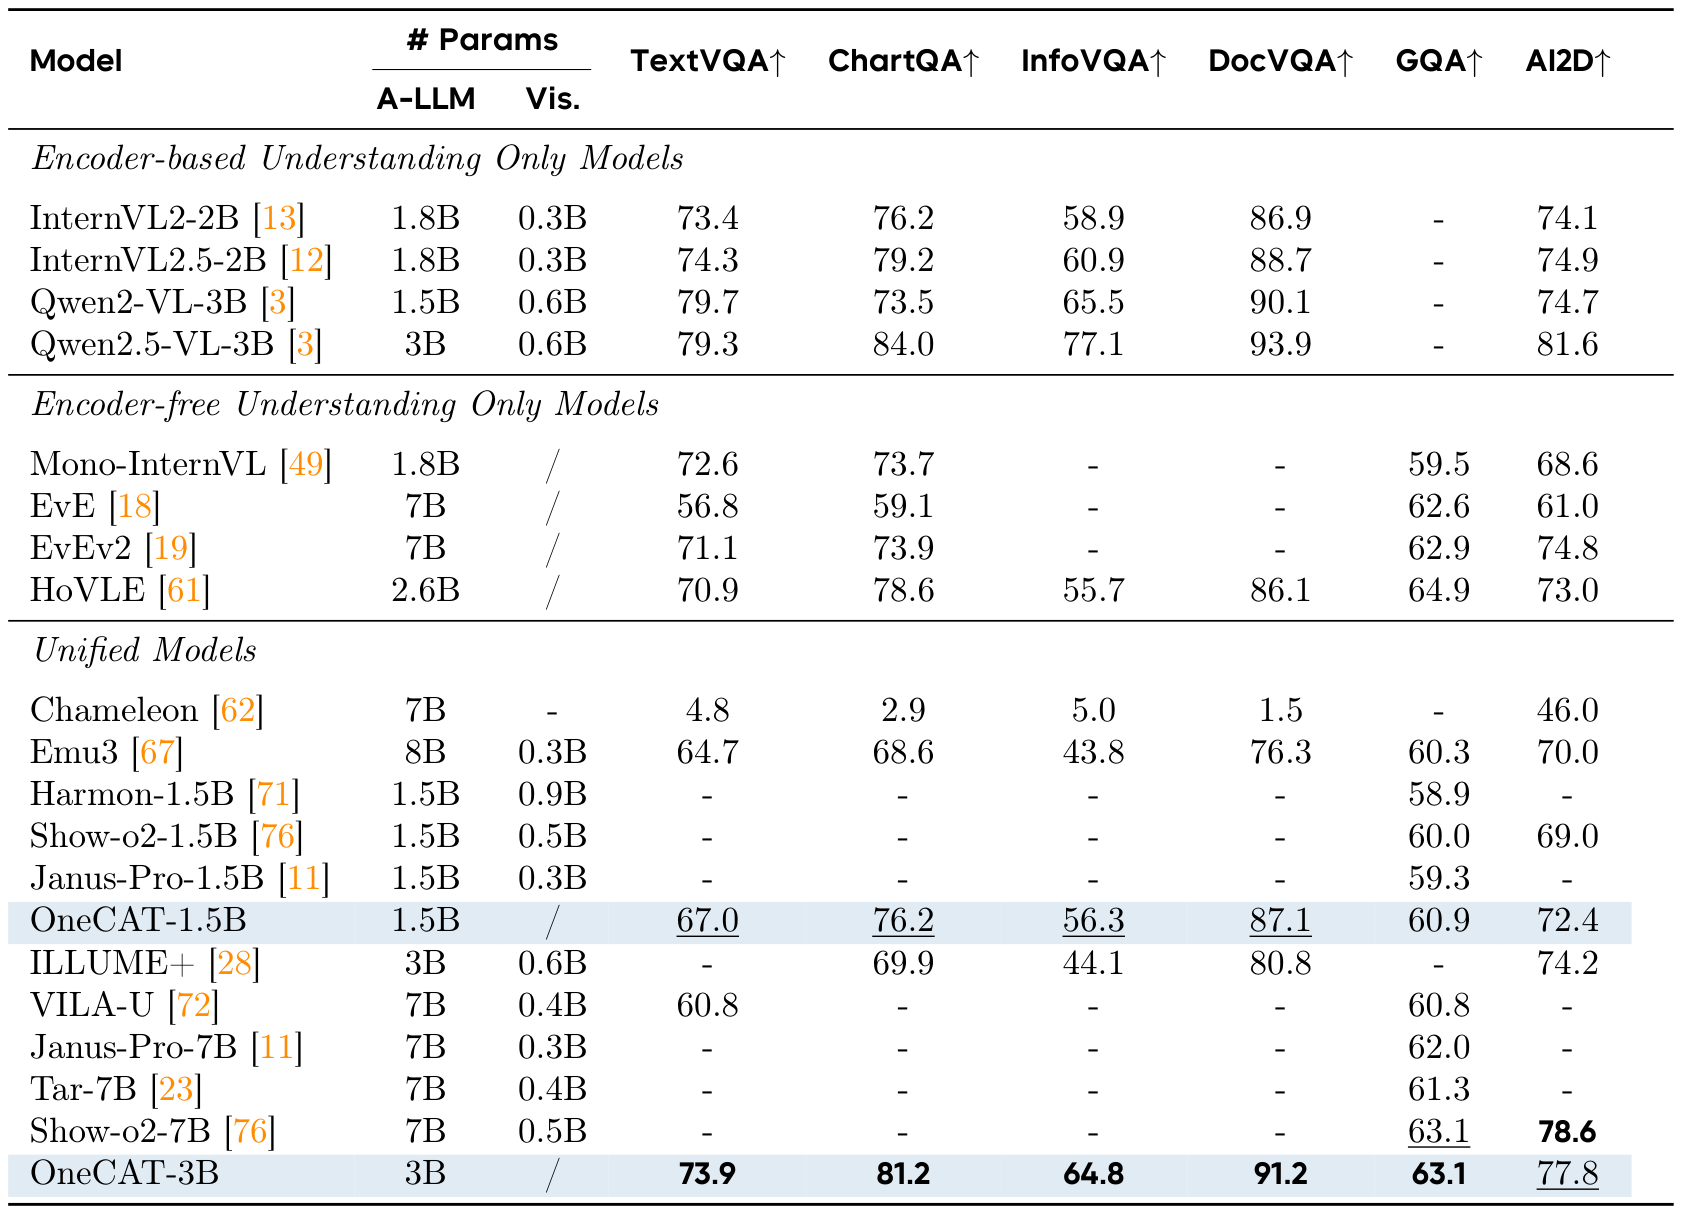 Model # Params TextVQA↑ ChartQA↑ InfoVQA↑ DocVQA↑ GQA↑ AI2D↑
A-LLM Vis.
Encoder-based Understanding Only Models
InternVL2-2B [13] 1.8B 0.3B 73.4 76.2 58.9 86.9 - 74.1
InternVL2.5-2B [12] 1.8B 0.3B 74.3 79.2 60.9 88.7 - 74.9
Qwen2-VL-3B [3] 1.5B 0.6B 79.7 73.5 65.5 90.1 - 74.7
Qwen2.5-VL-3B [3] 3B 0.6B 79.3 84.0 77.1 93.9 - 81.6
Encoder-free Understanding Only Models
Mono-InternVL [49] 1.8B / 72.6 73.7 - - 59.5 68.6
EvE [18] 7B / 56.8 59.1 - - 62.6 61.0
EvEv2 [19] 7B / 71.1 73.9 - - 62.9 74.8
HoVLE [61] 2.6B / 70.9 78.6 55.7 86.1 64.9 73.0
Unified Models
Chameleon [62] 7B - 4.8 2.9 5.0 1.5 - 46.0
Emu3 [67] 8B 0.3B 64.7 68.6 43.8 76.3 60.3 70.0
Harmon-1.5B [71] 1.5B 0.9B - - - - 58.9 -
Show-o2-1.5B [76] 1.5B 0.5B - - - - 60.0 69.0
Janus-Pro-1.5B [11] 1.5B 0.3B - - - - 59.3 -
OneCAT-1.5B 1.5B / 67.0 76.2 56.3 87.1 60.9 72.4
ILLUME+ [28] 3B 0.6B - 69.9 44.1 80.8 - 74.2
VILA-U [72] 7B 0.4B 60.8 - - - 60.8 -
Janus-Pro-7B [11] 7B 0.3B - - - - 62.0 -
Tar-7B [23] 7B 0.4B - - - - 61.3 -
Show-o2-7B [76] 7B 0.5B - - - - 63.1 78.6
OneCAT-3B 3B / 73.9 81.2 64.8 91.2 63.1 77.8